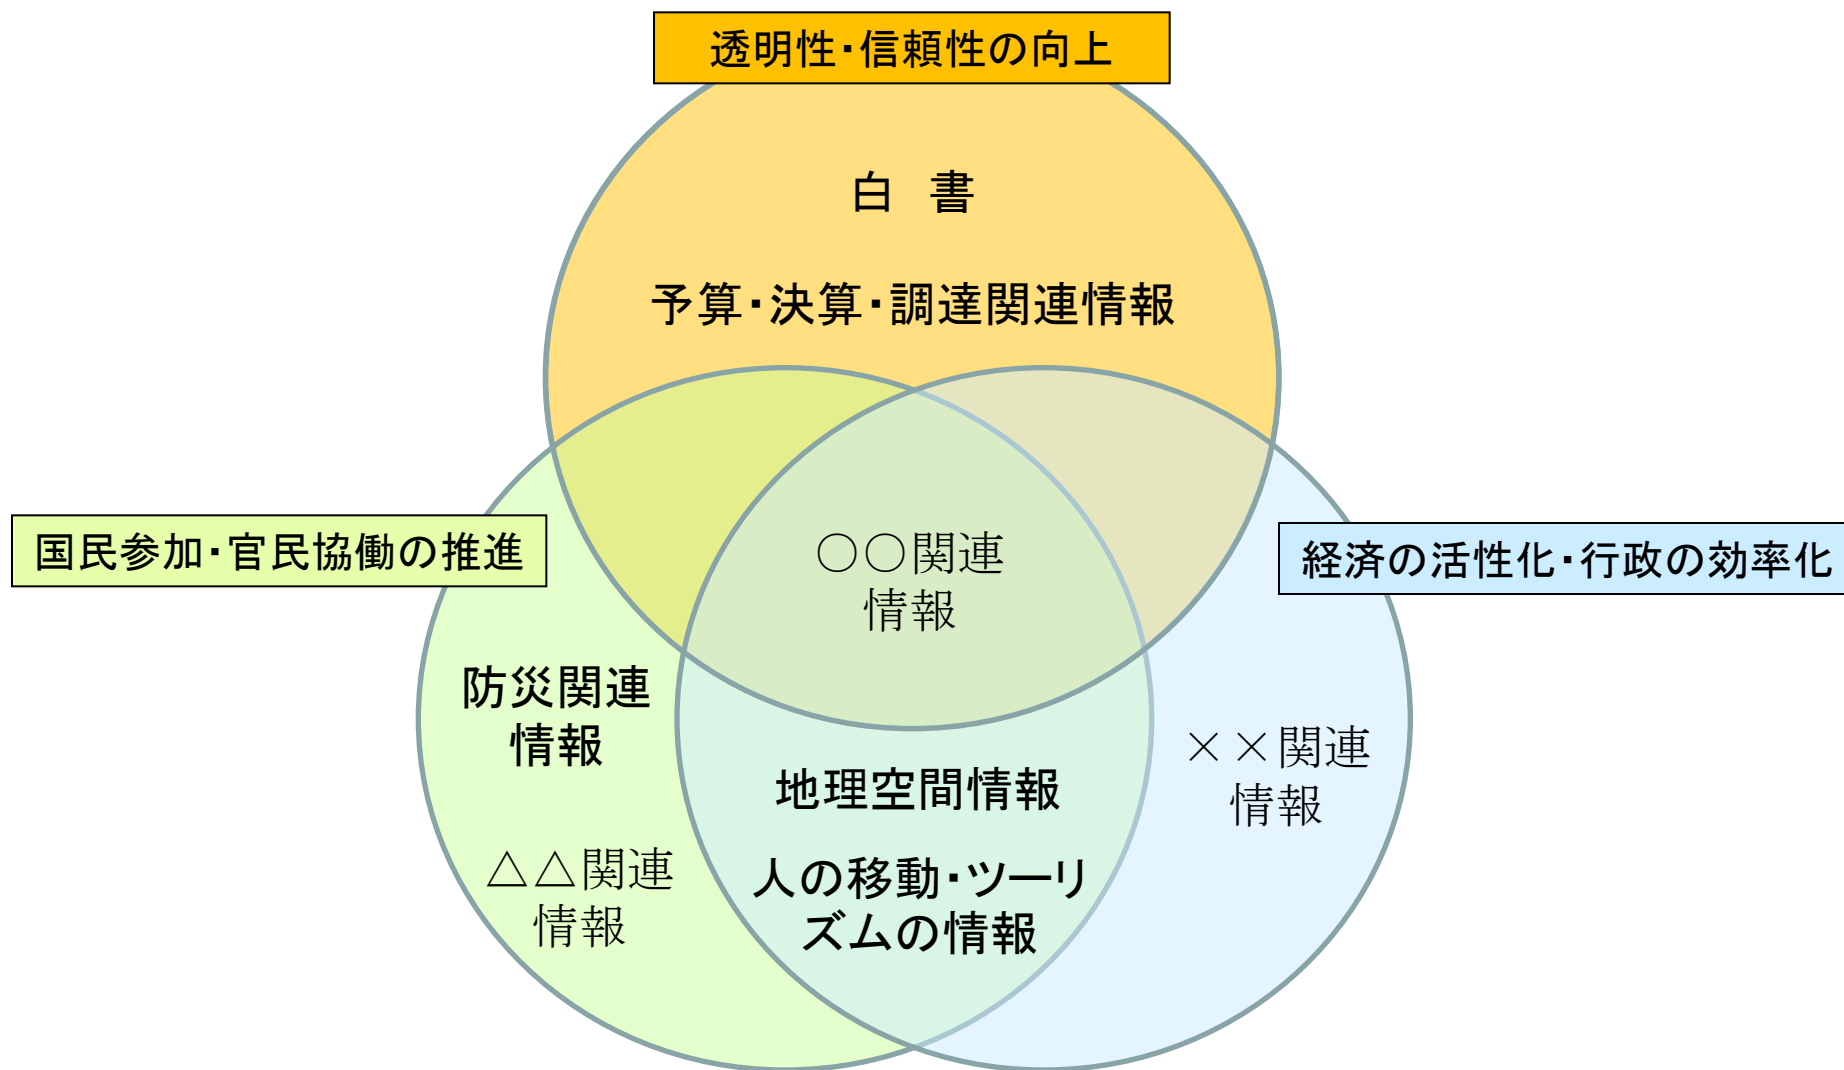 透明性・信頼性の向上
白　書
予算・決算・調達関連情報
国民参加・官民協働の推進
経済の活性化・行政の効率化
○○関連
情報
防災関連
情報
××関連
情報
地理空間情報
△△関連
情報
人の移動・ツーリ
ズムの情報